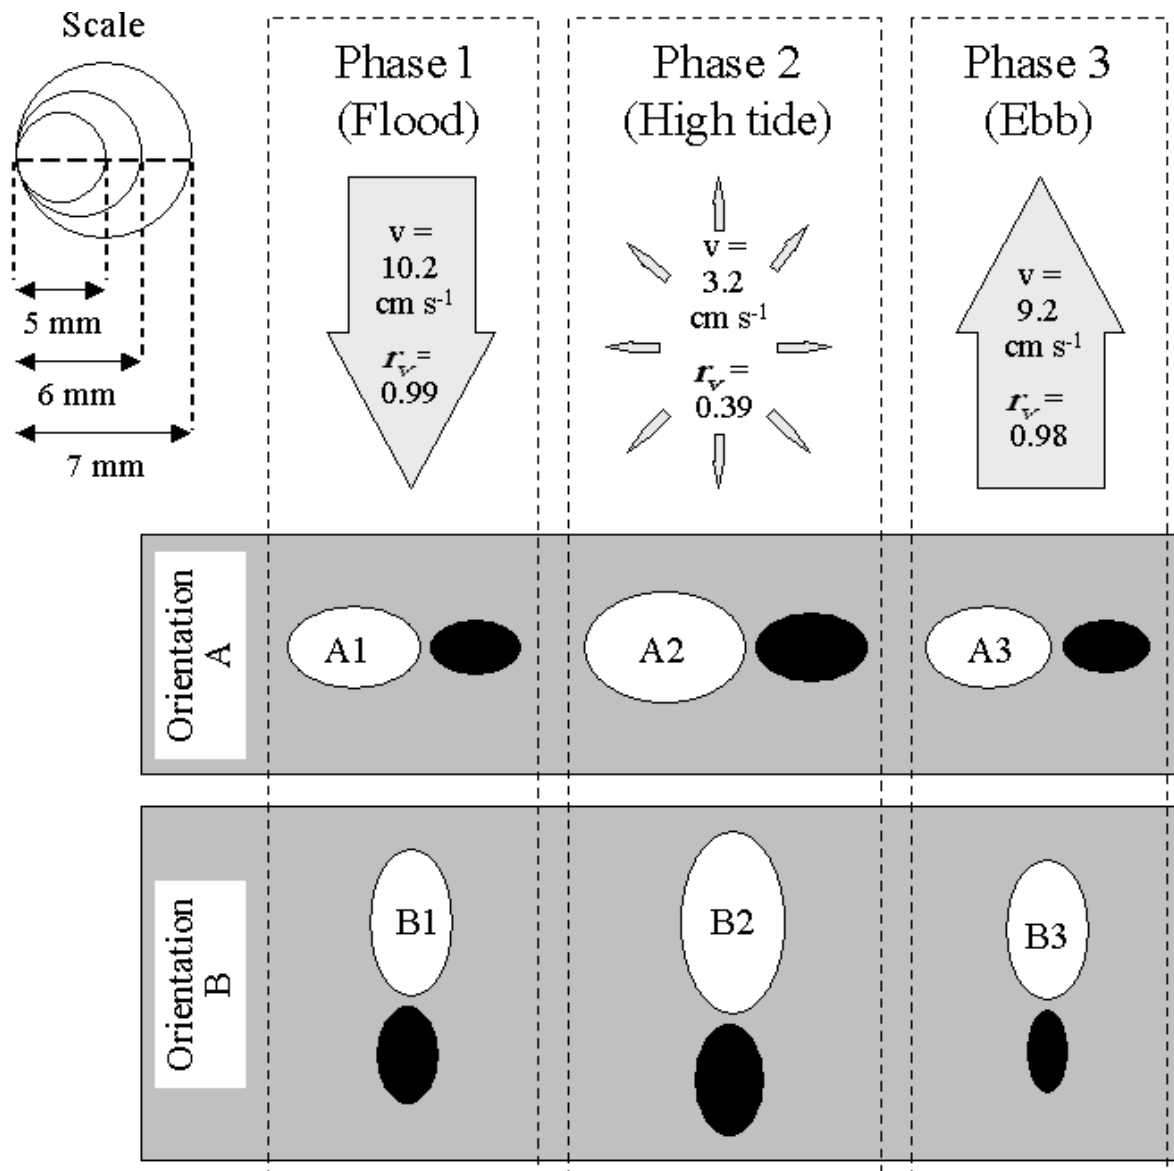 Scale
5 mm
6 mm
7 mm
Phase 1
(Flood)
v =
10.2
cm s-1
rv=
0.99
Phase 2
(High tide)
v =
3.2
cm s-1
rv=
0.39
Phase 3
(Ebb)
v =
9.2
cm s-1
rv=
0.98
Orientation
A
A1
A2
A3
Orientation
B
B1
B2
B3